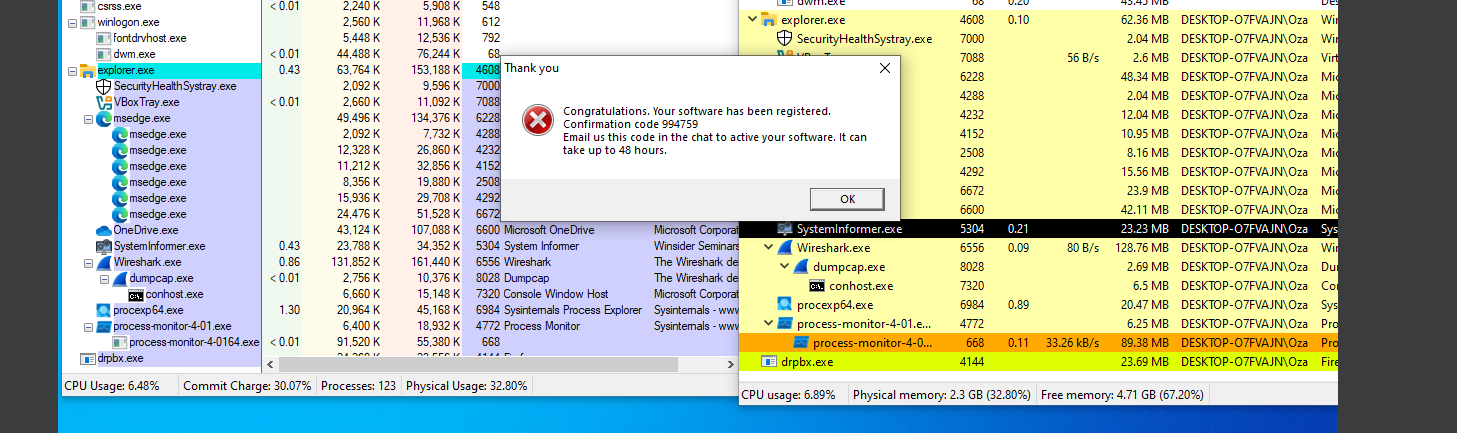 csrss.exe < 0.01 2,240 K 5,908 K 548
winlogon.exe 2,560 K 11,968 K 612
fontdrvhost.exe 5,448 K 12,536 K 792
dwm.exe < 0.01 44,488 K 76,244 K 68
explorer.exe 0.43 63,764 K 153,188 K 4608
SecurityHealthSystray.exe 2,092 K 9,596 K 7000
VBoxTray.exe < 0.01 2,660 K 11,092 K 7088
msedge.exe 49,496 K 134,376 K 6228
msedge.exe 2,092 K 7,732 K 4288
msedge.exe 12,328 K 26,860 K 4232
msedge.exe 11,212 K 32,856 K 4152
msedge.exe 8,356 K 19,880 K 2508
msedge.exe 15,936 K 29,708 K 4292
msedge.exe 24,476 K 51,528 K 6672
OneDrive.exe 43,124 K 107,088 K 6600 Microsoft OneDrive Microsoft Corporat
SystemInformer.exe 0.43 23,788 K 34,352 K 5304 System Informer Winsider Seminars
Wireshark.exe 0.86 131,852 K 161,440 K 6556 Wireshark The Wireshark de
dumpcap.exe < 0.01 2,756 K 10,376 K 8028 Dumpcap The Wireshark de
conhost.exe 6,660 K 15,148 K 7320 Console Window Host Microsoft Corporat
procexp64.exe 1.30 20,964 K 45,168 K 6984 Sysinternals Process Explorer Sysinternals - www
process-monitor-4-01.exe 6,400 K 18,932 K 4772 Process Monitor Sysinternals - www
process-monitor-4-0164.exe < 0.01 91,520 K 55,380 K 668
drpbx.exe
CPU Usage: 6.48% Commit Charge: 30.07% Processes: 123 Physical Usage: 32.80%
Thank you
Congratulations. Your software has been registered.
Confirmation code 994759
Email us this code in the chat to active your software. It can
take up to 48 hours.
OK
dwm.exe 68 0.20 43.45 MB
explorer.exe 4608 0.10 62.36 MB DESKTOP-O7FVAJN\Oza Wir
SecurityHealthSystray.exe 7000 2.04 MB DESKTOP-O7FVAJN\Oza Wir
7088 56 B/s 2.6 MB DESKTOP-O7FVAJN\Oza Virt
6228 48.34 MB DESKTOP-O7FVAJN\Oza Mic
4288 2.04 MB DESKTOP-O7FVAJN\Oza Mic
4232 12.04 MB DESKTOP-O7FVAJN\Oza Mic
4152 10.95 MB DESKTOP-O7FVAJN\Oza Mic
2508 8.16 MB DESKTOP-O7FVAJN\Oza Mic
4292 15.56 MB DESKTOP-O7FVAJN\Oza Mic
6672 23.9 MB DESKTOP-O7FVAJN\Oza Mic
6600 42.11 MB DESKTOP-O7FVAJN\Oza Mic
SystemInformer.exe 5304 0.21 23.23 MB DESKTOP-O7FVAJN\Oza Sys
Wireshark.exe 6556 0.09 80 B/s 128.76 MB DESKTOP-O7FVAJN\Oza Wir
dumpcap.exe 8028 2.69 MB DESKTOP-O7FVAJN\Oza Dur
conhost.exe 7320 6.5 MB DESKTOP-O7FVAJN\Oza Cor
procexp64.exe 6984 0.89 20.47 MB DESKTOP-O7FVAJN\Oza Sys
process-monitor-4-01.e... 4772 6.25 MB DESKTOP-O7FVAJN\Oza Pro
process-monitor-4-0... 668 0.11 33.26 kB/s 89.38 MB DESKTOP-O7FVAJN\Oza Pro
drpbx.exe 4144 23.69 MB DESKTOP-O7FVAJN\Oza Fire
CPU usage: 6.89% Physical memory: 2.3 GB (32.80%) Free memory: 4.71 GB (67.20%)